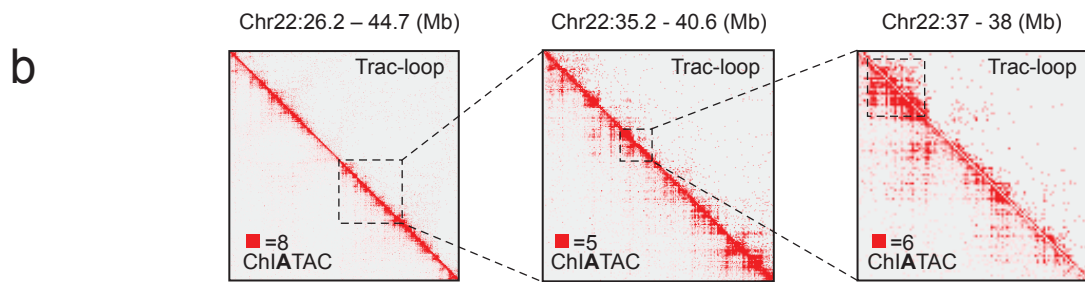 Chr22:26.2 – 44.7 (Mb)
Chr22:35.2 - 40.6 (Mb)
Chr22:37 - 38 (Mb)
b
Trac-loop
Trac-loop
Trac-loop
=8
ChIATAC
=5
ChIATAC
=6
ChIATAC